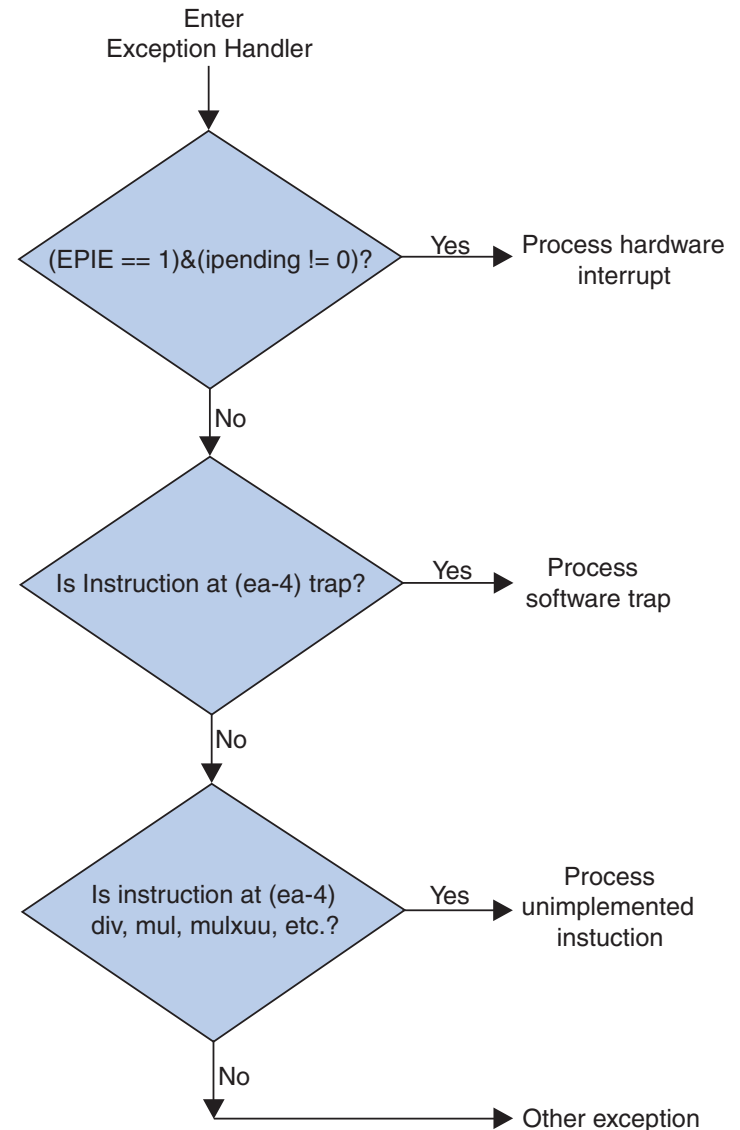 Enter
Exception Handler
(EPIE == 1)&(ipending != 0)?
Yes
Process hardware
interrupt
No
Is Instruction at (ea-4) trap?
Yes
Process
software trap
No
Is instruction at (ea-4)
div, mul, mulxuu, etc.?
Yes
Process
unimplemented
instuction
No
Other exception